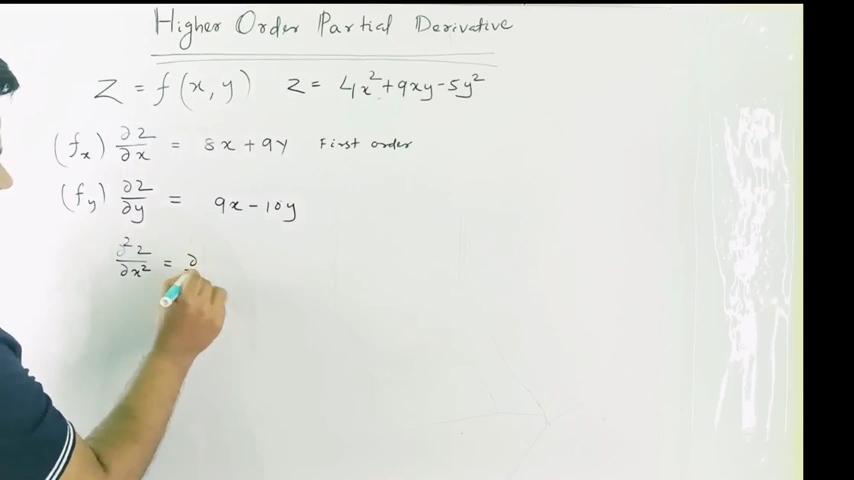 Higher Order Partial Derivative
Z = f(x, y) Z = 4x² + 9xy - 5y²
(fx) ∂z/∂x = 8x + 9y First order
(fy) ∂z/∂y = 9x - 10y
∂²z/∂x² = ∂